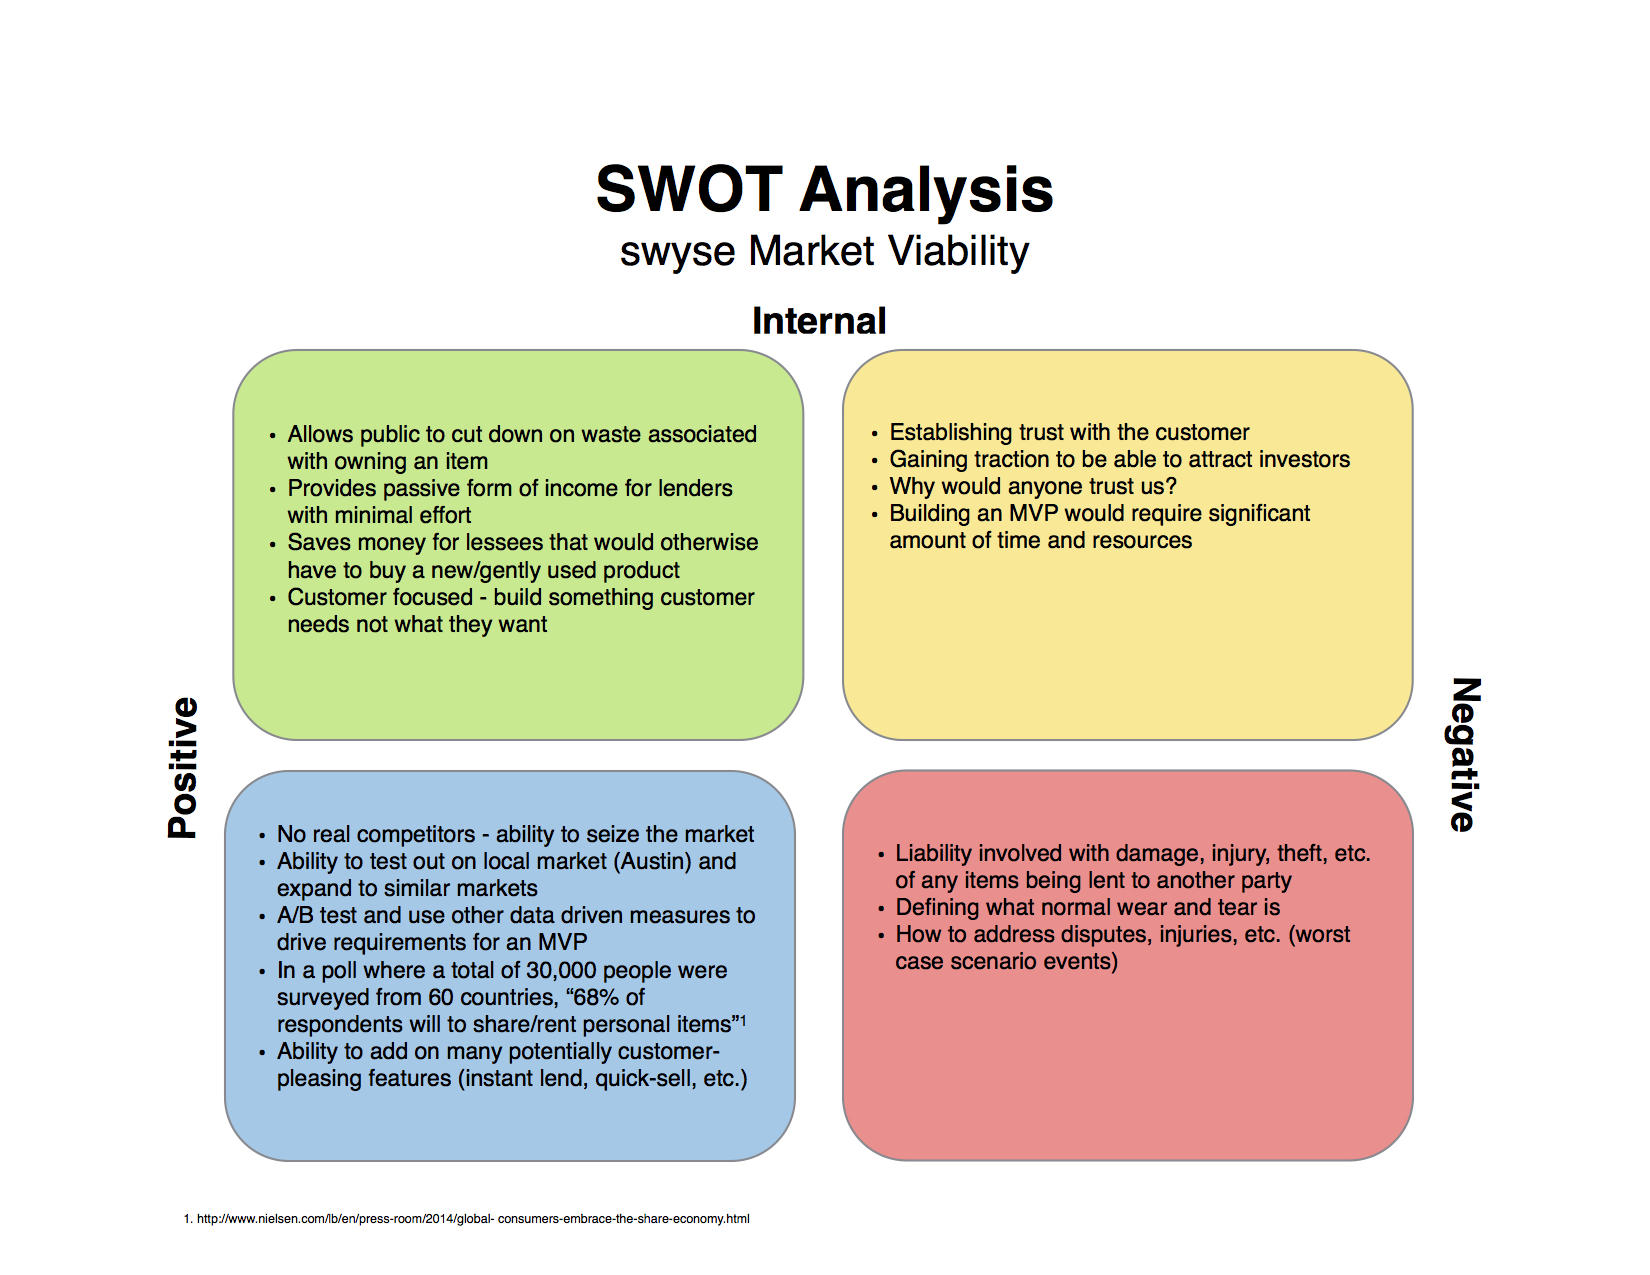 SWOT Analysis
swyse Market Viability
Internal
• Allows public to cut down on waste associated
with owning an item
• Provides passive form of income for lenders
with minimal effort
• Saves money for lessees that would otherwise
have to buy a new/gently used product
• Customer focused - build something customer
needs not what they want
• Establishing trust with the customer
• Gaining traction to be able to attract investors
• Why would anyone trust us?
• Building an MVP would require significant
amount of time and resources
Positive
Negative
• No real competitors - ability to seize the market
• Ability to test out on local market (Austin) and
expand to similar markets
• A/B test and use other data driven measures to
drive requirements for an MVP
• In a poll where a total of 30,000 people were
surveyed from 60 countries, “68% of
respondents will to share/rent personal items”1
• Ability to add on many potentially customer-
pleasing features (instant lend, quick-sell, etc.)
• Liability involved with damage, injury, theft, etc.
of any items being lent to another party
• Defining what normal wear and tear is
• How to address disputes, injuries, etc. (worst
case scenario events)
1. http://www.nielsen.com/lb/en/press-room/2014/global- consumers-embrace-the-share-economy.html